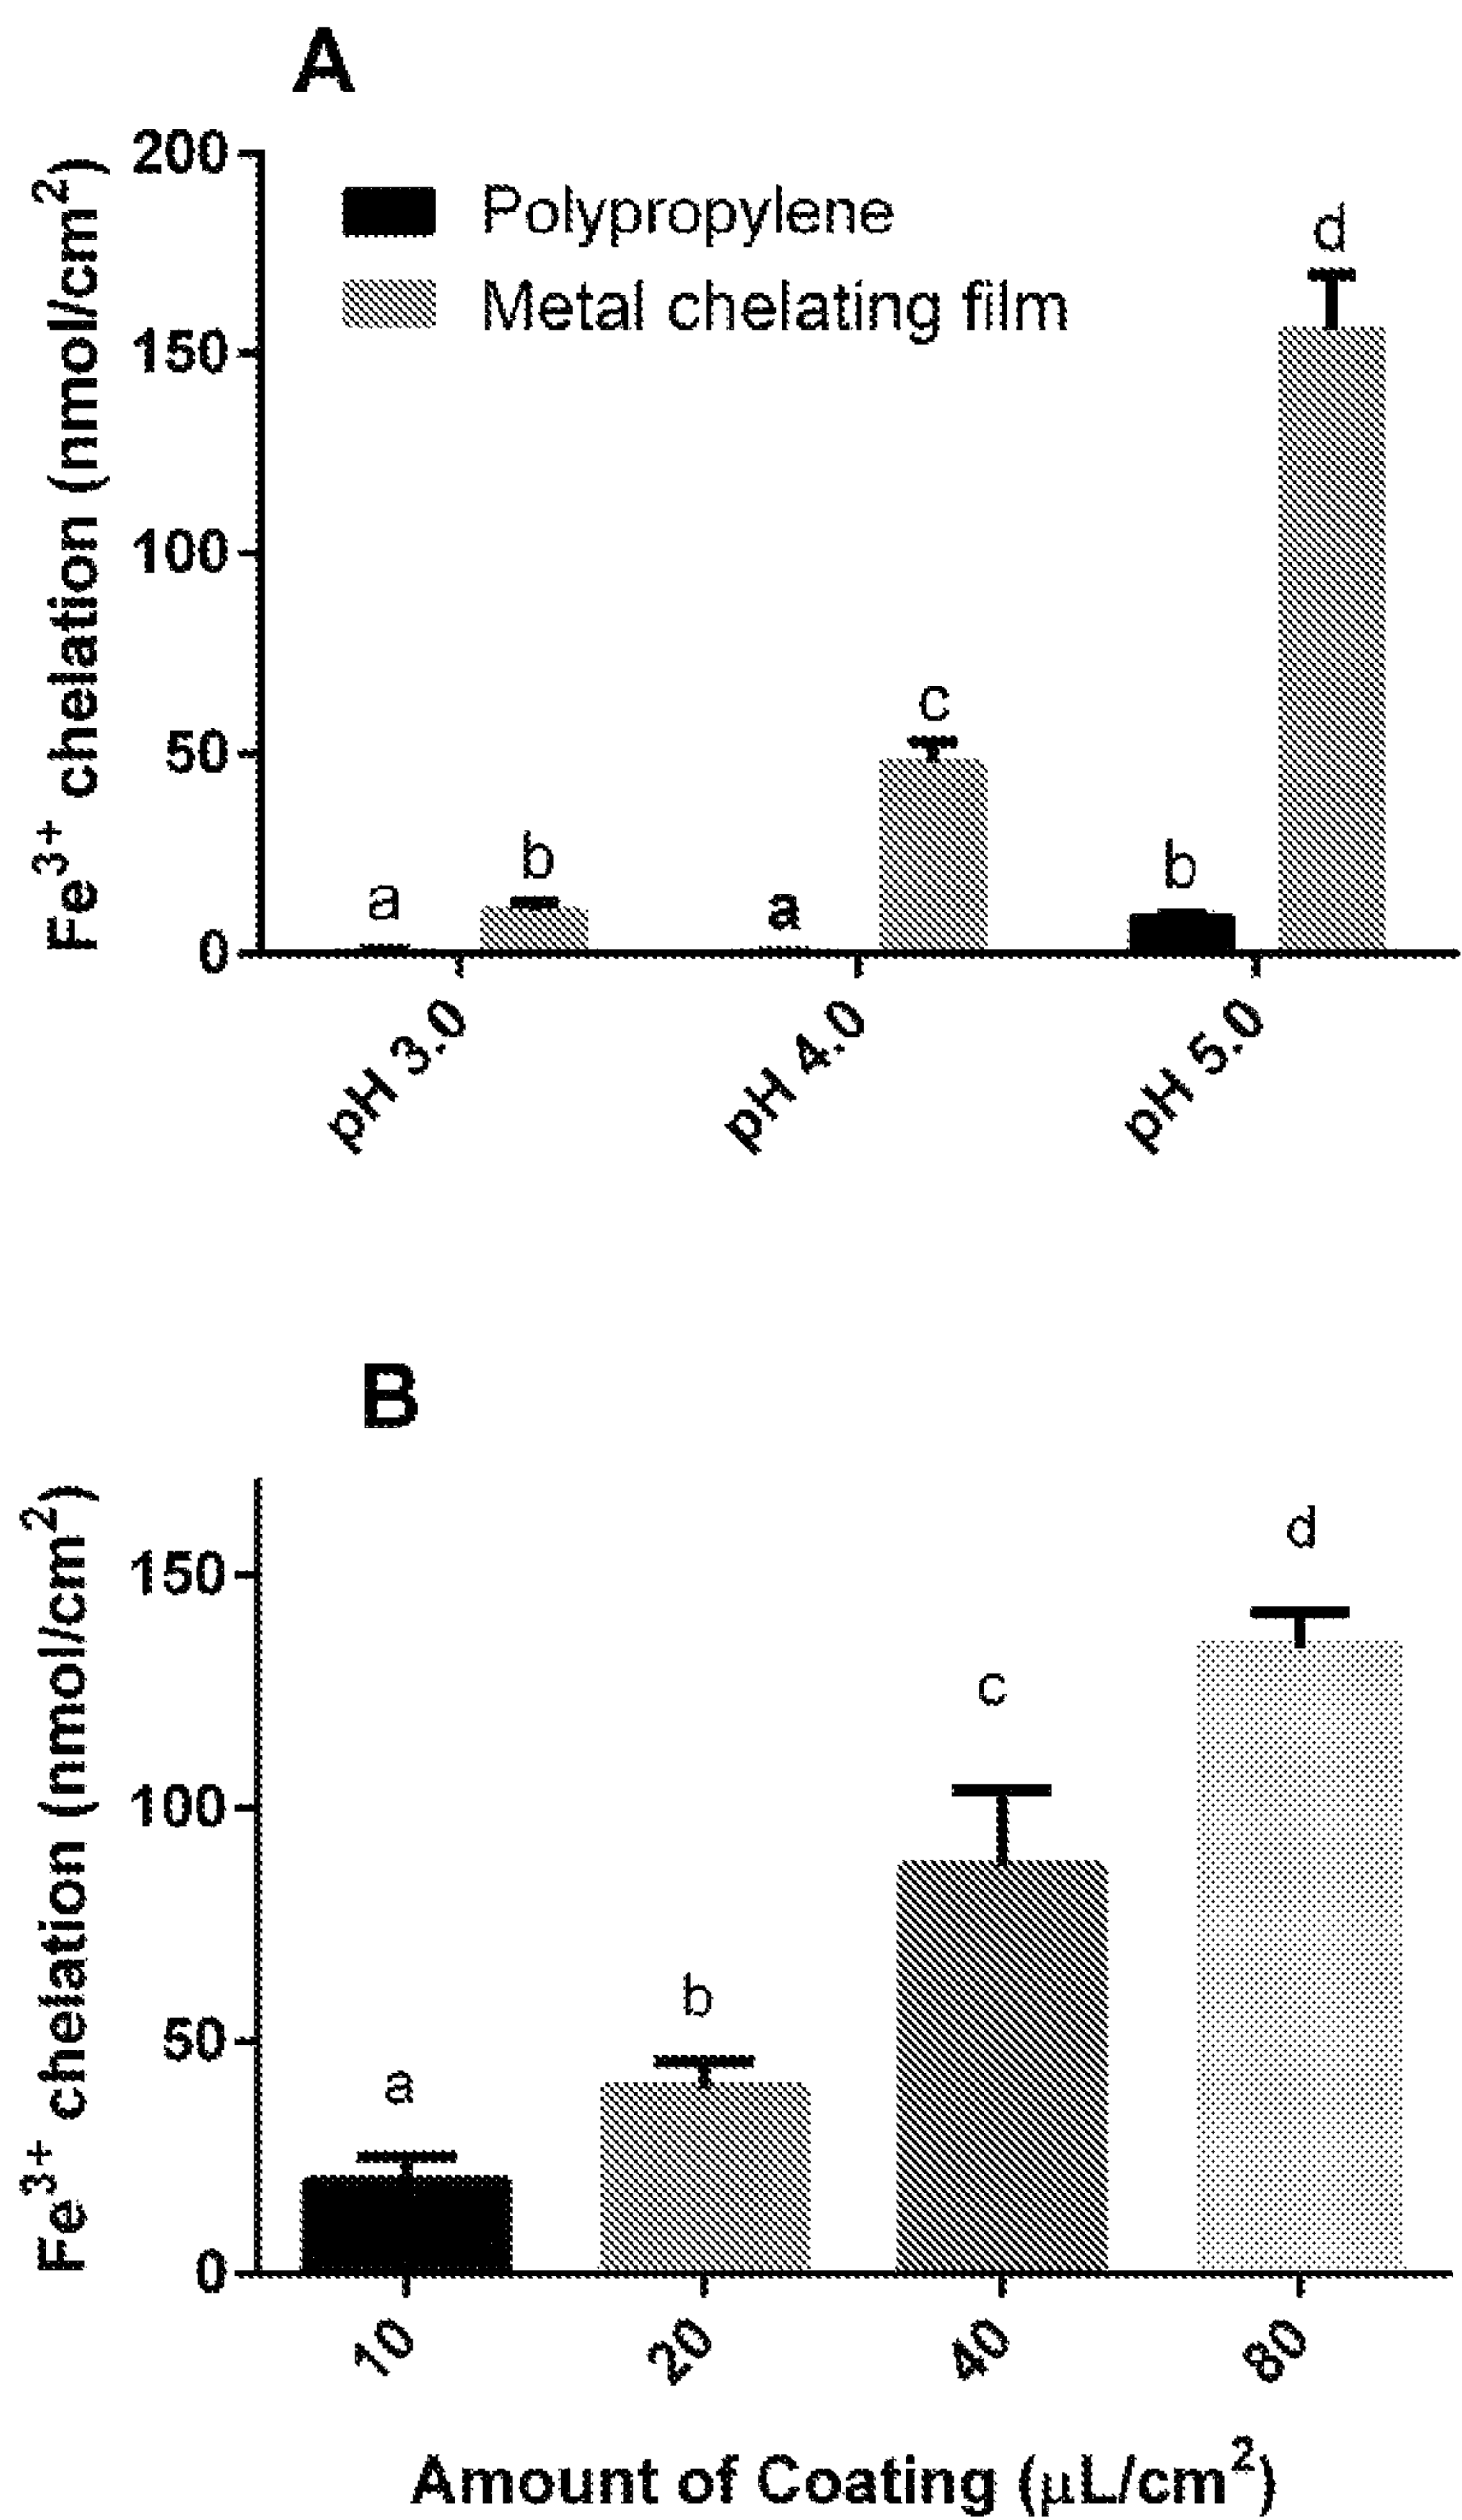 A
Fe³⁺ chelation (nmol/cm²)
200
150
100
50
0
Polypropylene
Metal chelating film
a
b
a
c
b
d
pH 3.0
pH 4.0
pH 5.0
B
Fe³⁺ chelation (nmol/cm²)
150
100
50
0
a
b
c
d
10
20
40
80
Amount of Coating (μL/cm²)